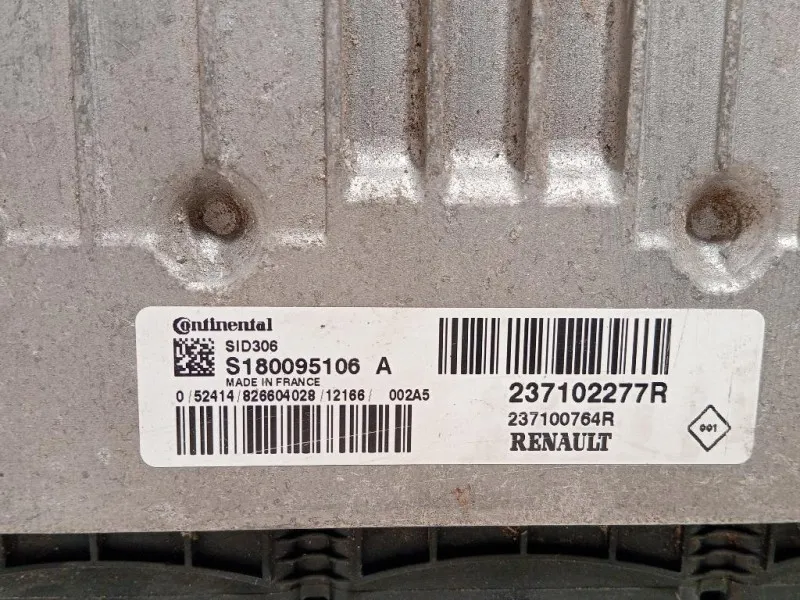 Continental
SID306
S180095106 A
MADE IN FRANCE
0/52414/826604028/12166/ 002A5
237102277R
237100764R
RENAULT
001